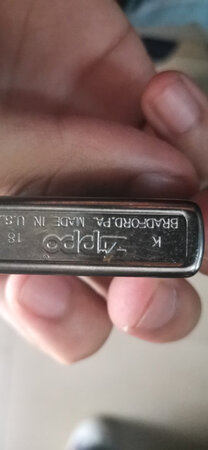 K zippo 18
BRADFORD,PA. MADE IN U.S.